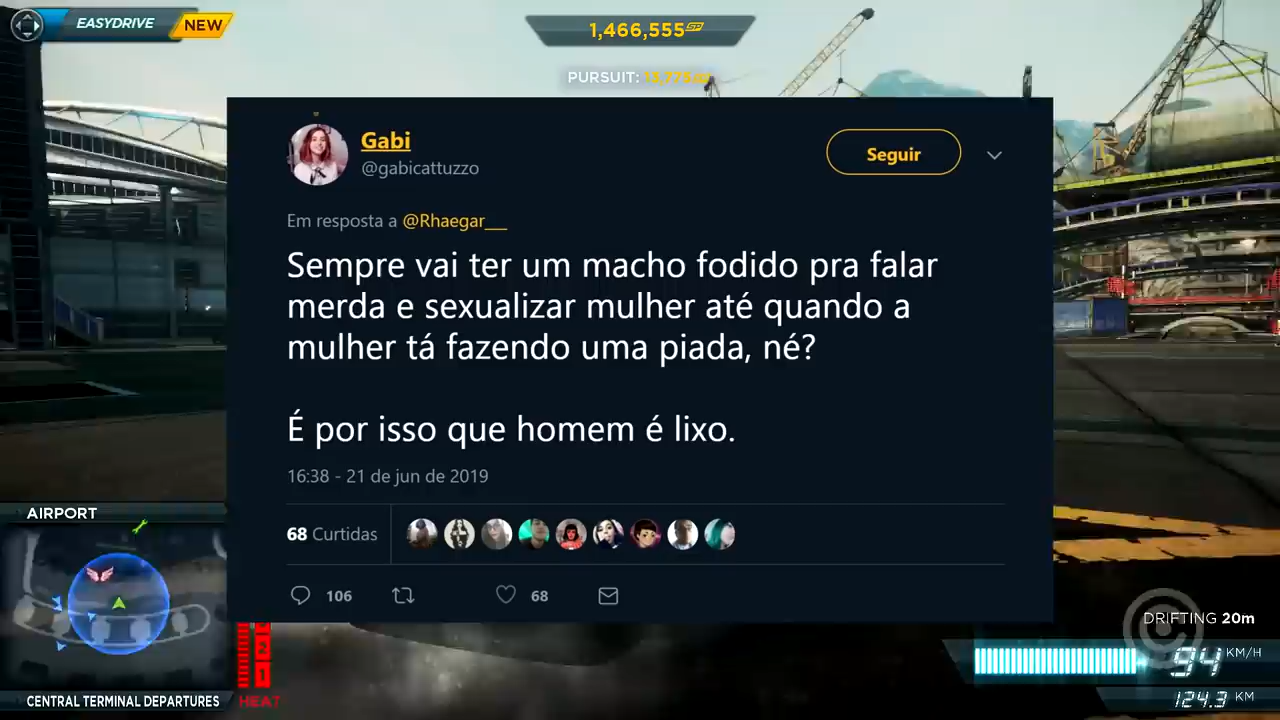 EASYDRIVE NEW
1,466,555 SP
PURSUIT:
Gabi
@gabicattuzzo
Seguir
Em resposta a @Rhaegar___
Sempre vai ter um macho fodido pra falar
merda e sexualizar mulher até quando a
mulher tá fazendo uma piada, né?
É por isso que homem é lixo.
16:38 - 21 de jun de 2019
68 Curtidas
106 68
AIRPORT
CENTRAL TERMINAL DEPARTURES
2
1
HEAT
DRIFTING 20m
94 KM/H
124.3 KM